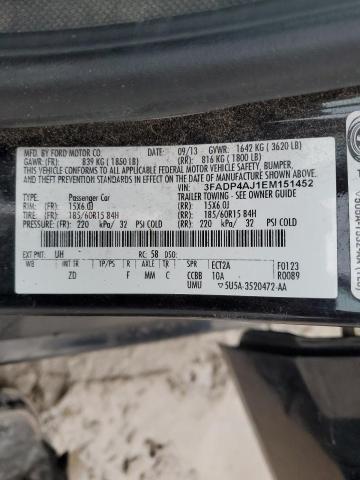 MFD. BY FORD MOTOR CO.
DATE: 09/13 GVWR: 1642 KG ( 3620 LB)
GAWR: (FR): 839 KG ( 1850 LB) (RR): 816 KG ( 1800 LB)
THIS VEHICLE CONFORMS TO ALL APPLICABLE FEDERAL MOTOR VEHICLE SAFETY, BUMPER,
AND THEFT PREVENTION STANDARDS IN EFFECT ON THE DATE OF MANUFACTURE SHOWN ABOVE.
VIN: 3FADP4AJ1EM151452
TYPE: Passenger Car TRAILER TOWING - SEE OWNER GUIDE
RIM: 15X6.0J 15X6.0J
TIRE: (FR): 185/60R15 84H (RR): 185/60R15 84H
PRESSURE: (FR): 220 kPa/ 32 PSI COLD (RR): 220 kPa/ 32 PSI COLD
EXT PNT: UH RC: 58 DSO:
WB INT TR TP/PS R AXLE TR SPR ECT2A F0123
ZD F M M C CCBB 10A R0089
UMU 5U5A-3520472-AA